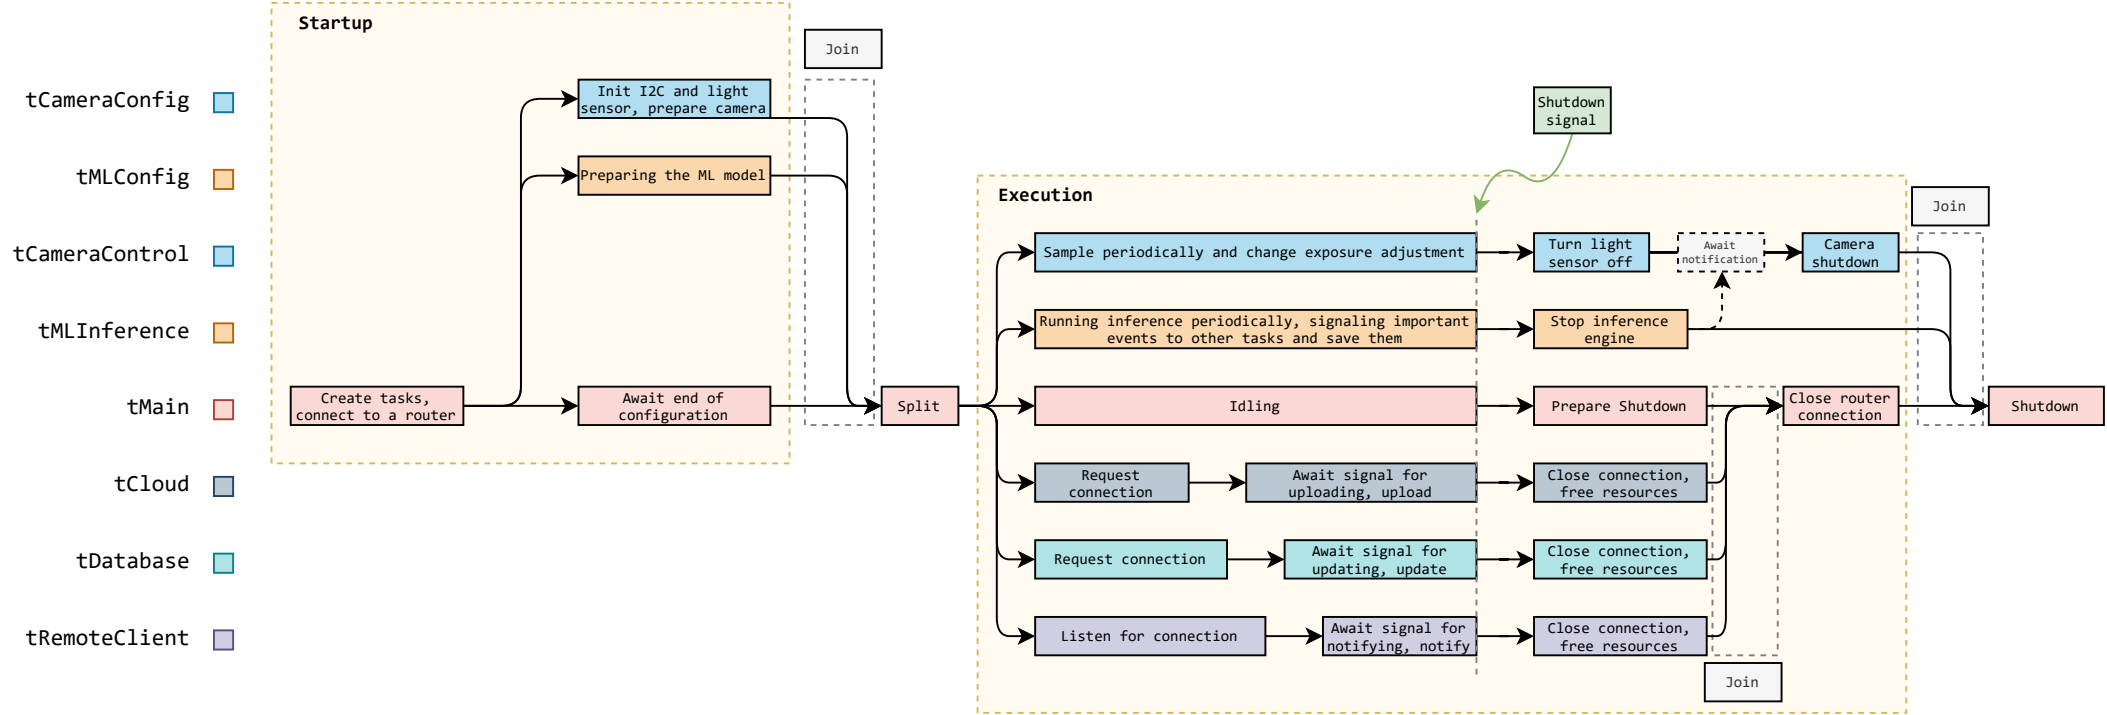 Startup
Join
tCameraConfig
Init I2C and light
sensor, prepare camera
Shutdown
signal
tMLConfig
Preparing the ML model
Execution
Join
tCameraControl
Sample periodically and change exposure adjustment
Turn light
sensor off
Await
notification
Camera
shutdown
tMLInference
Running inference periodically, signaling important
events to other tasks and save them
Stop inference
engine
tMain
Create tasks,
connect to a router
Await end of
configuration
Split
Idling
Prepare Shutdown
Close router
connection
Shutdown
tCloud
Request
connection
Await signal for
uploading, upload
Close connection,
free resources
tDatabase
Request connection
Await signal for
updating, update
Close connection,
free resources
tRemoteClient
Listen for connection
Await signal for
notifying, notify
Close connection,
free resources
Join